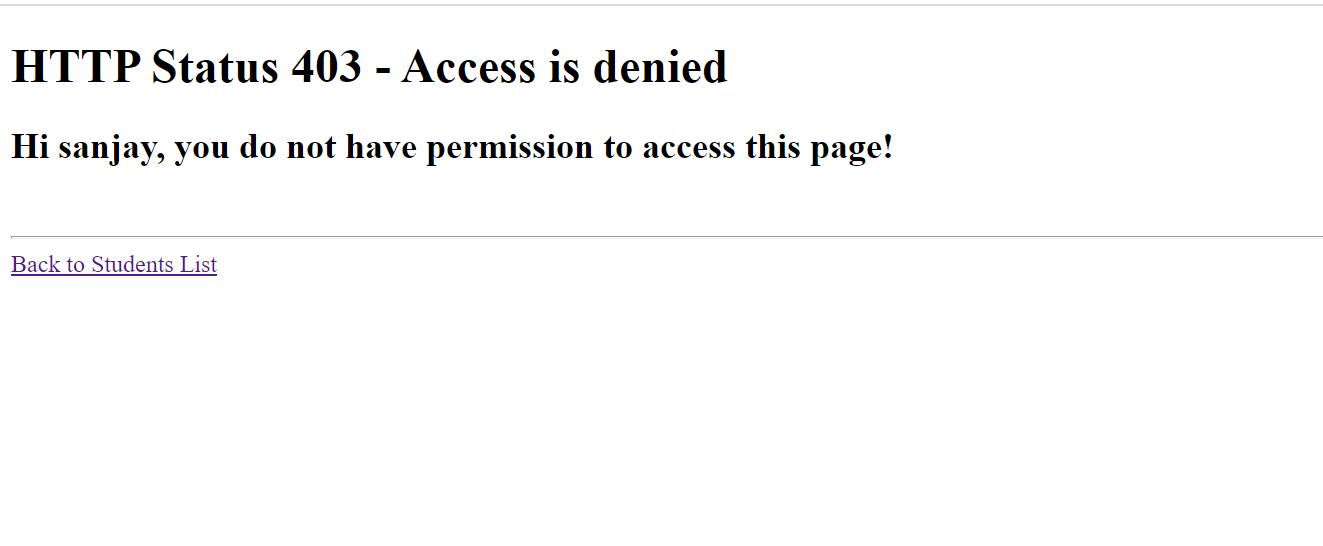 HTTP Status 403 - Access is denied
Hi sanjay, you do not have permission to access this page!
Back to Students List